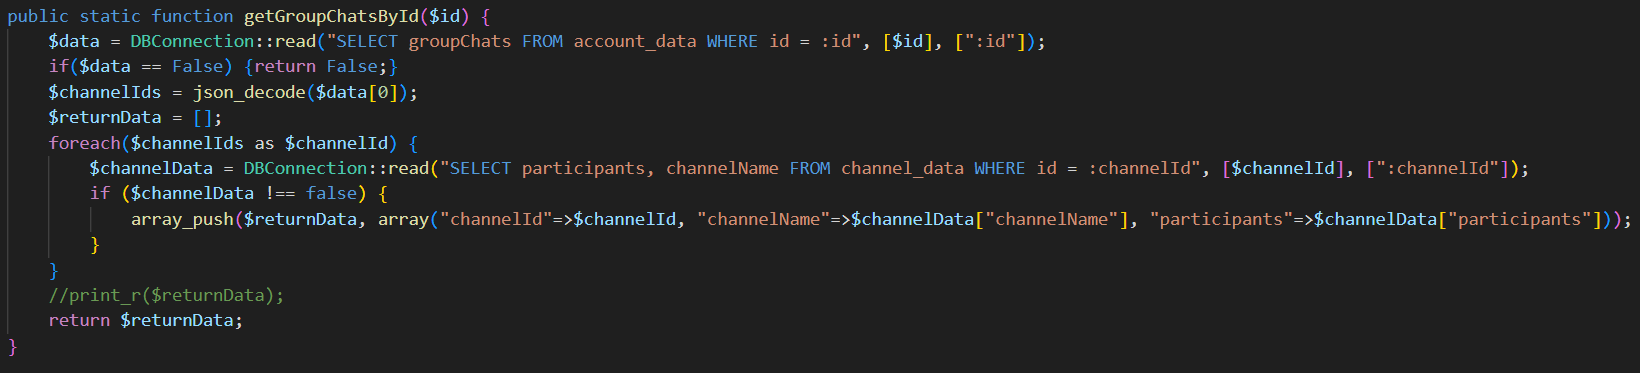 public static function getGroupChatsById($id) {
    $data = DBConnection::read("SELECT groupChats FROM account_data WHERE id = :id", [$id], [":id"]);
    if($data == False) {return False;}
    $channelIds = json_decode($data[0]);
    $returnData = [];
    foreach($channelIds as $channelId) {
        $channelData = DBConnection::read("SELECT participants, channelName FROM channel_data WHERE id = :channelId", [$channelId], [":channelId"]);
        if ($channelData !== false) {
            array_push($returnData, array("channelId"=>$channelId, "channelName"=>$channelData["channelName"], "participants"=>$channelData["participants"]));
        }
    }
    //print_r($returnData);
    return $returnData;
}